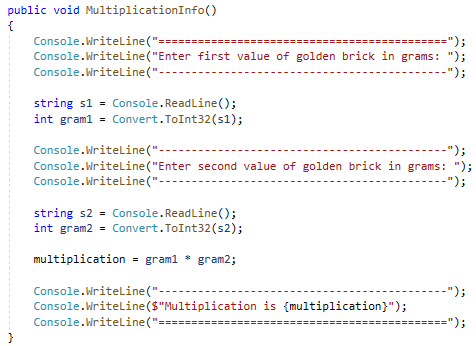 public void MultiplicationInfo()
{
Console.WriteLine("===========================================");
Console.WriteLine("Enter first value of golden brick in grams: ");
Console.WriteLine("-------------------------------------------");
string s1 = Console.ReadLine();
int gram1 = Convert.ToInt32(s1);
Console.WriteLine("-------------------------------------------");
Console.WriteLine("Enter second value of golden brick in grams: ");
Console.WriteLine("-------------------------------------------");
string s2 = Console.ReadLine();
int gram2 = Convert.ToInt32(s2);
multiplication = gram1 * gram2;
Console.WriteLine("-------------------------------------------");
Console.WriteLine($"Multiplication is {multiplication}");
Console.WriteLine("===========================================");
}